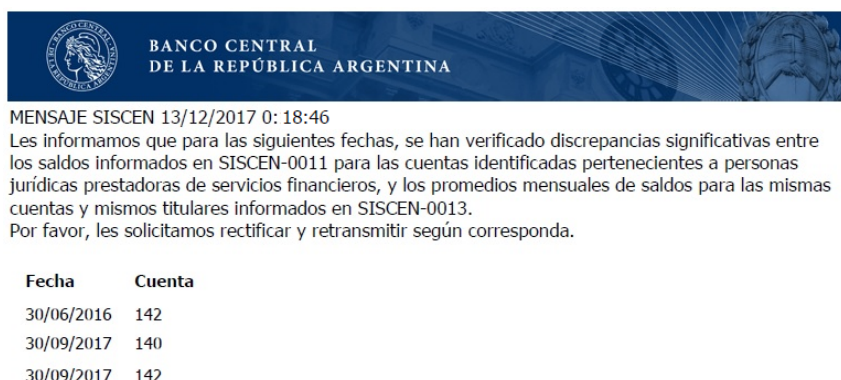 BANCO CENTRAL
DE LA REPÚBLICA ARGENTINA
MENSAJE SISCEN 13/12/2017 0:18:46
Les informamos que para las siguientes fechas, se han verificado discrepancias significativas entre
los saldos informados en SISCEN-0011 para las cuentas identificadas pertenecientes a personas
jurídicas prestadoras de servicios financieros, y los promedios mensuales de saldos para las mismas
cuentas y mismos titulares informados en SISCEN-0013.
Por favor, les solicitamos rectificar y retransmitir según corresponda.
Fecha Cuenta
30/06/2016 142
30/09/2017 140
30/09/2017 142